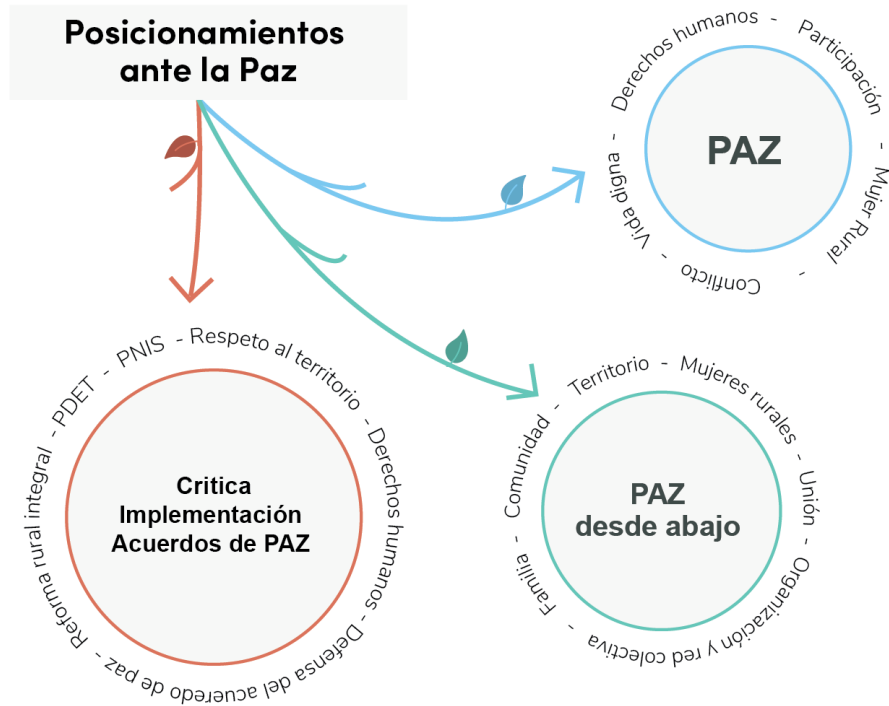 Posicionamientos
ante la Paz
PAZ
Derechos humanos - Participación - Mujer Rural - Conflicto - Vida digna -
Critica
Implementación
Acuerdos de PAZ
Reforma rural integral - PDET - PNIS - Respeto al territorio - Derechos humanos - Defensa del acueredo de paz -
PAZ
desde abajo
Familia - Comunidad - Territorio - Mujeres rurales - Unión - Organización y red colectiva -